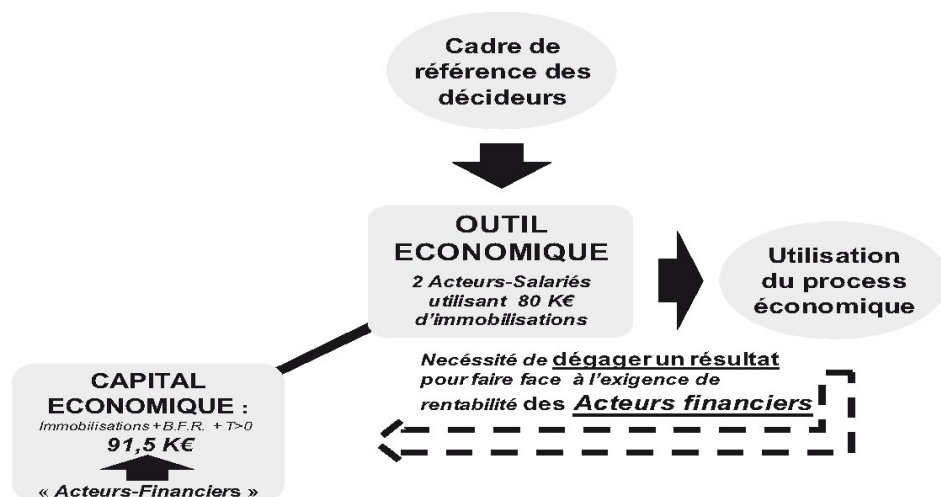 Cadre de
référence des
décideurs
OUTIL
ECONOMIQUE
2 Acteurs-Salariés
utilisant 80 K€
d'immobilisations
Utilisation
du process
économique
Necéssité de dégager un résultat
pour faire face à l'exigence de
rentabilité des Acteurs financiers
CAPITAL
ECONOMIQUE :
Immobilisations + B.F.R. + T>0
91,5 K€
« Acteurs-Financiers »